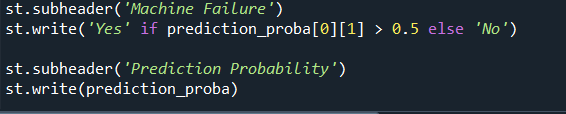 st.subheader('Machine Failure')
st.write('Yes' if prediction_proba[0][1] > 0.5 else 'No')
st.subheader('Prediction Probability')
st.write(prediction_proba)